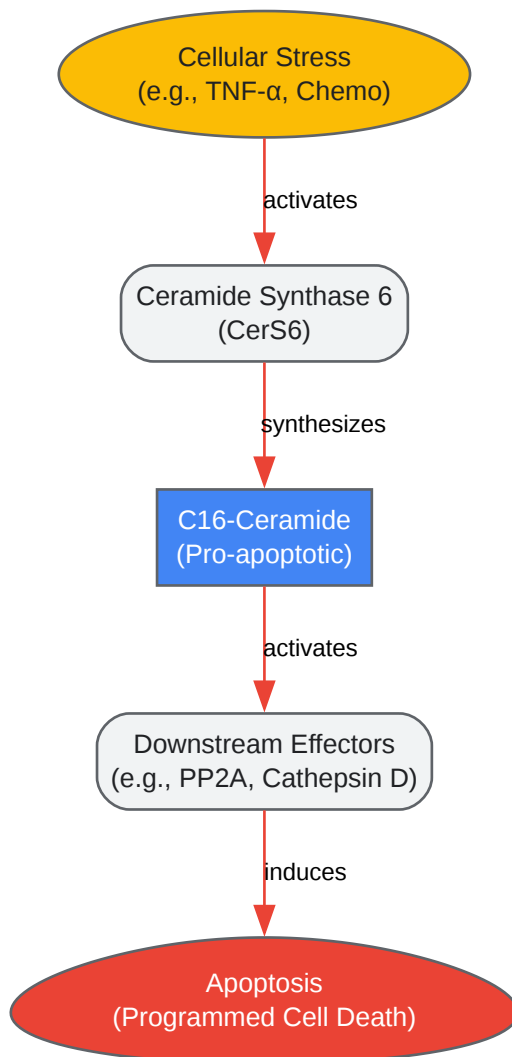 Cellular Stress
(e.g., TNF-α, Chemo)
activates
Ceramide Synthase 6
(CerS6)
synthesizes
C16-Ceramide
(Pro-apoptotic)
activates
Downstream Effectors
(e.g., PP2A, Cathepsin D)
induces
Apoptosis
(Programmed Cell Death)